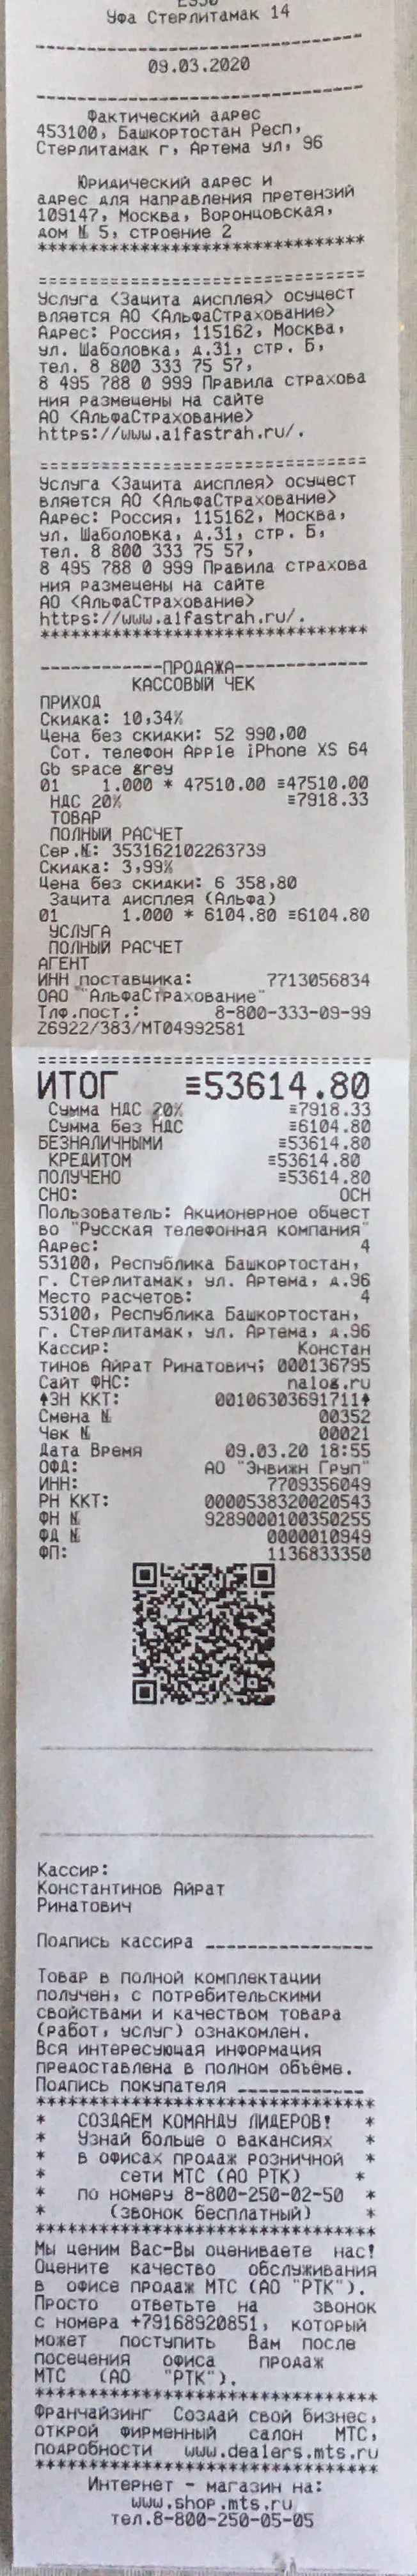 Уфа Стерлитамак 14
09.03.2020
Фактический адрес
453100, Башкортостан Респ,
Стерлитамак г, Артема ул, 96
Юридический адрес и
адрес для направления претензий
109147, Москва, Воронцовская,
дом № 5, строение 2
*******************************
===============================
Услуга <Защита дисплея> осущест
вляется АО <АльфаСтрахование>
Адрес: Россия, 115162, Москва,
ул. Шаболовка, д.31, стр. Б,
тел. 8 800 333 75 57,
8 495 788 0 999 Правила страхова
ния размещены на сайте
АО <АльфаСтрахование>
https://www.alfastrah.ru/.
===============================
Услуга <Защита дисплея> осущест
вляется АО <АльфаСтрахование>
Адрес: Россия, 115162, Москва,
ул. Шаболовка, д.31, стр. Б,
тел. 8 800 333 75 57,
8 495 788 0 999 Правила страхова
ния размещены на сайте
АО <АльфаСтрахование>
https://www.alfastrah.ru/.
*******************************
------------ПРОДАЖА-------------
КАССОВЫЙ ЧЕК
ПРИХОД
Скидка: 10,34%
Цена без скидки: 52 990,00
Сот. телефон Apple iPhone XS 64
Gb space grey
01 1.000 * 47510.00 ≡47510.00
НДС 20% ≡7918.33
ТОВАР
ПОЛНЫЙ РАСЧЕТ
Сер.№: 353162102263739
Скидка: 3,99%
Цена без скидки: 6 358,80
Защита дисплея (Альфа)
01 1.000 * 6104.80 ≡6104.80
УСЛУГА
ПОЛНЫЙ РАСЧЕТ
АГЕНТ
ИНН поставщика: 7713056834
ОАО "АльфаСтрахование"
Тлф.пост.: 8-800-333-09-99
Z6922/383/МТ04992581
===============================
ИТОГ ≡53614.80
Сумма НДС 20% ≡7918.33
Сумма без НДС ≡6104.80
БЕЗНАЛИЧНЫМИ ≡53614.80
КРЕДИТОМ ≡53614.80
ПОЛУЧЕНО ≡53614.80
СНО: ОСН
Пользователь: Акционерное общест
во "Русская телефонная компания"
Адрес: 4
53100, Республика Башкортостан,
г. Стерлитамак, ул. Артема, д.96
Место расчетов: 4
53100, Республика Башкортостан,
г. Стерлитамак, ул. Артема, д.96
Кассир: Констан
тинов Айрат Ринатович; 000136795
Сайт ФНС: nalog.ru
ЗН ККТ: 00106303691711
Смена № 00352
Чек № 00021
Дата Время 09.03.20 18:55
ОФД: АО "Энвижн Груп"
ИНН: 7709356049
РН ККТ: 0000538320020543
ФН № 9289000100350255
ФД № 0000010949
ФП: 1136833350
Кассир:
Константинов Айрат
Ринатович
Подпись кассира ________________
Товар в полной комплектации
получен, с потребительскими
свойствами и качеством товара
(работ, услуг) ознакомлен.
Вся интересующая информация
предоставлена в полном объеме.
Подпись покупателя ____________
********************************
* СОЗДАЕМ КОМАНДУ ЛИДЕРОВ! *
* Узнай больше о вакансиях *
* в офисах продаж розничной *
* сети МТС (АО РТК) *
* по номеру 8-800-250-02-50 *
* (звонок бесплатный) *
********************************
Мы ценим Вас-Вы оцениваете нас!
Оцените качество обслуживания
в офисе продаж МТС (АО "РТК").
Просто ответьте на звонок
с номера +79168920851, который
может поступить Вам после
посещения офиса продаж
МТС (АО "РТК").
********************************
Франчайзинг Создай свой бизнес,
открой фирменный салон МТС,
подробности www.dealers.mts.ru
********************************
Интернет - магазин на:
www.shop.mts.ru
тел.8-800-250-05-05